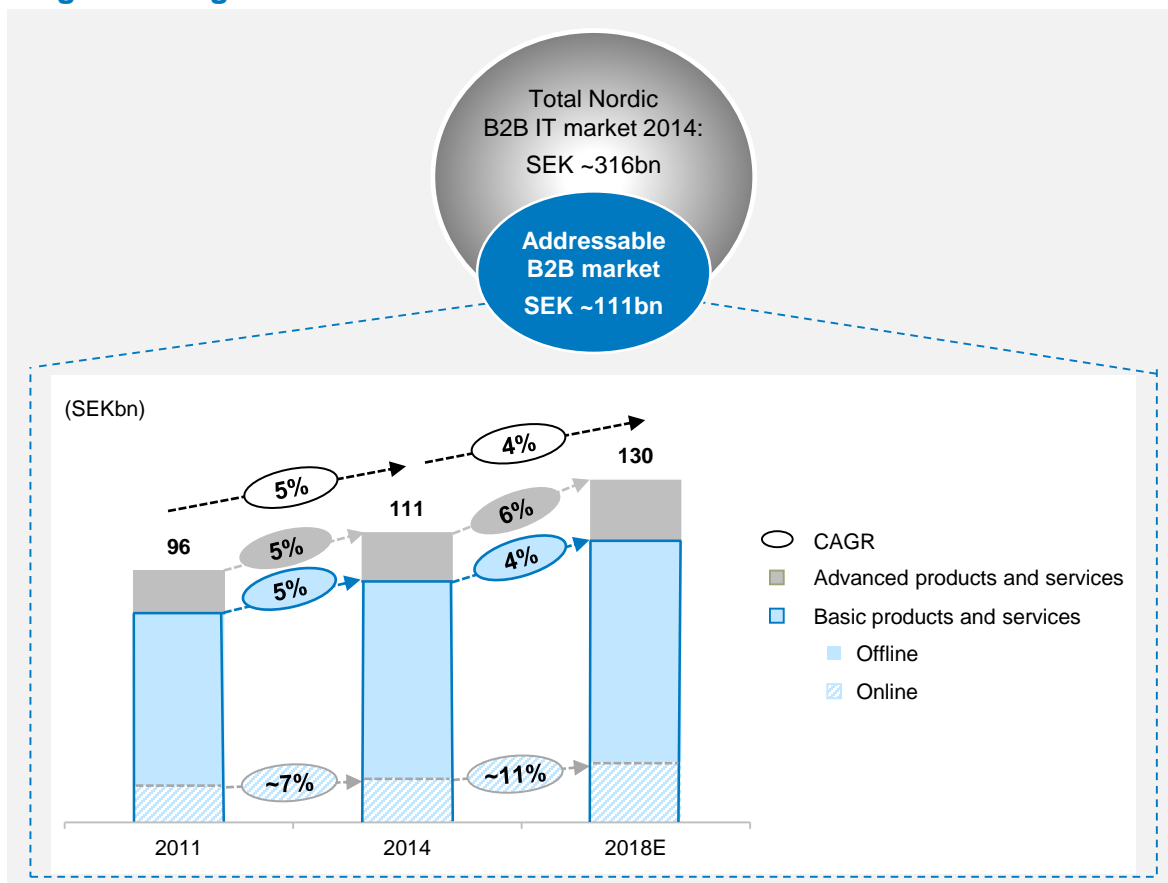 Total Nordic
B2B IT market 2014:
SEK ~316bn
Addressable
B2B market
SEK ~111bn
(SEKbn)
4%
5%
130
111
6%
96
5%
4%
5%
CAGR
Advanced products and services
Basic products and services
Offline
Online
~7%
~11%
2011
2014
2018E